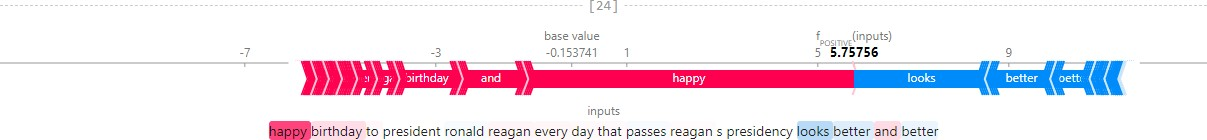 [24]
base value
f POSITIVE (inputs)
-7
-3
-0.153741
1
5
5.75756
9
birthday
and
happy
looks
better
inputs
happy birthday to president ronald reagan every day that passes reagan s presidency looks better and better